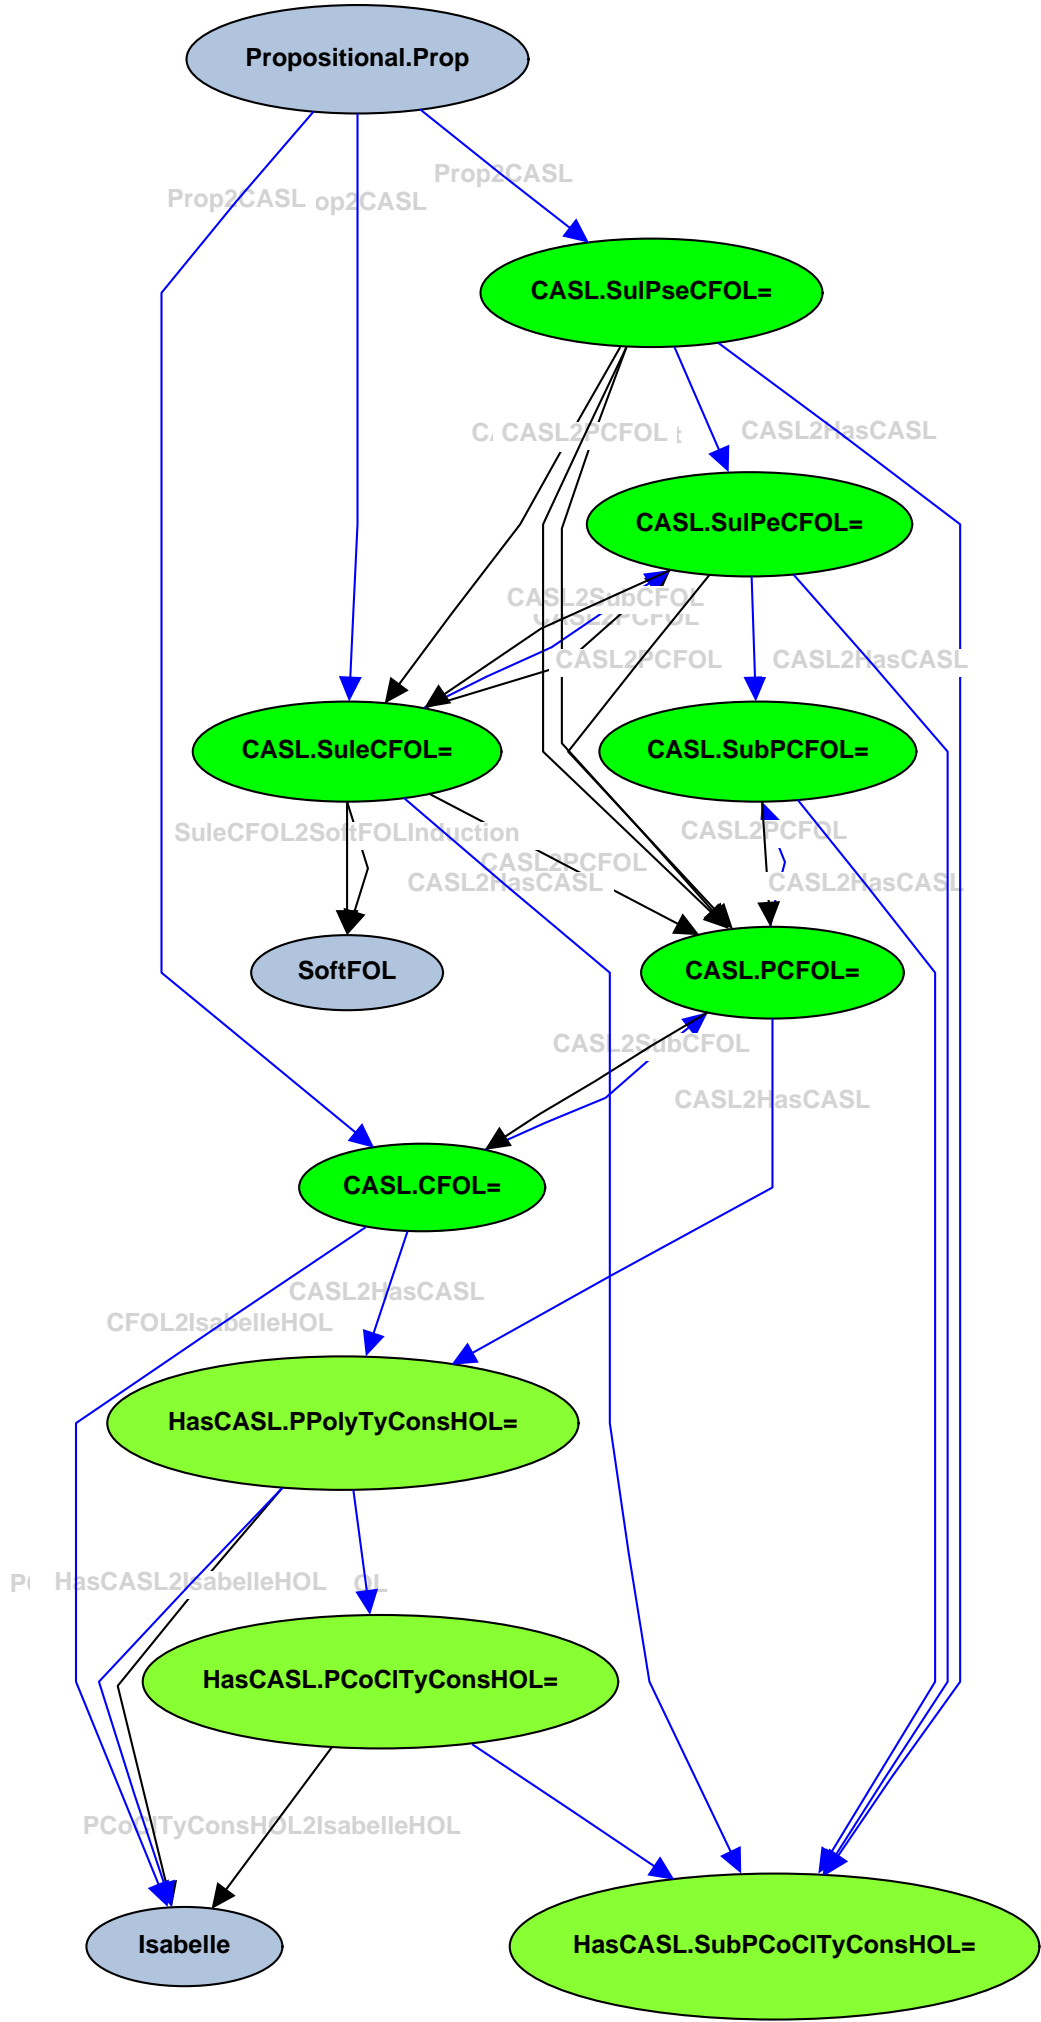 Propositional.Prop
Prop2CASL
Prop2CASL
op2CASL
CASL.SulPseCFOL=
CASL2PCFOL
CASL2HasCASL
CASL.SulPeCFOL=
CASL2SubCFOL
CASL2PCFOL
CASL2PCFOL
CASL2HasCASL
CASL.SuleCFOL=
CASL.SubPCFOL=
SuleCFOL2SoftFOLInduction
CASL2PCFOL
CASL2PCFOL
CASL2HasCASL
CASL2HasCASL
SoftFOL
CASL.PCFOL=
CASL2SubCFOL
CASL2HasCASL
CASL.CFOL=
CASL2HasCASL
CFOL2IsabelleHOL
HasCASL.PPolyTyConsHOL=
HasCASL2IsabelleHOL OL
HasCASL.PCoClTyConsHOL=
PCoClTyConsHOL2IsabelleHOL
Isabelle
HasCASL.SubPCoClTyConsHOL=